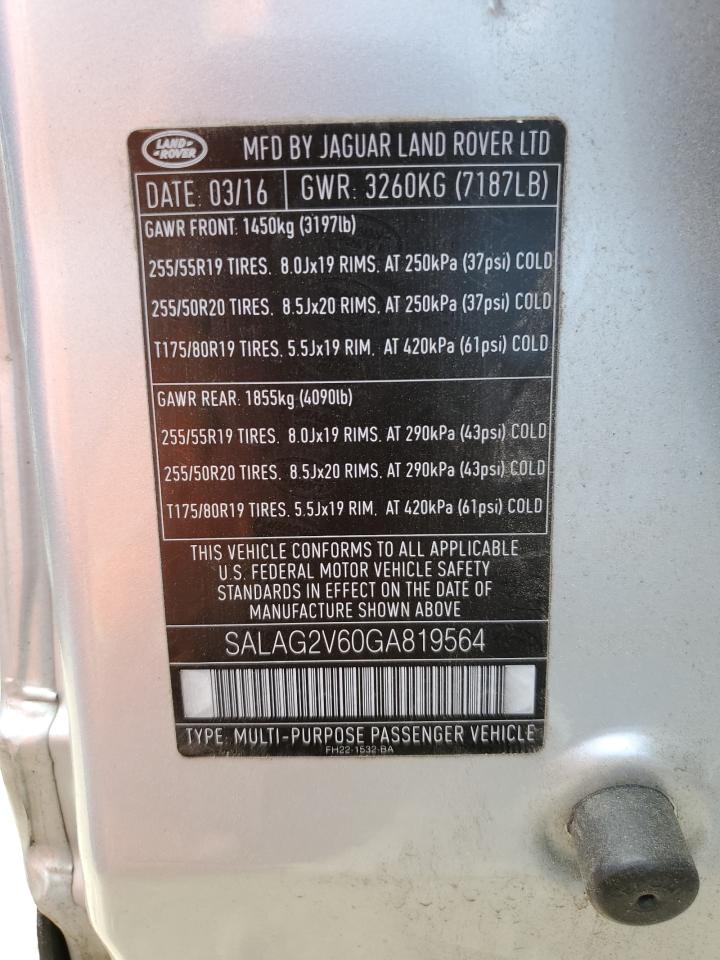 LAND ROVER MFD BY JAGUAR LAND ROVER LTD
DATE: 03/16 GWR: 3260KG (7187LB)
GAWR FRONT: 1450kg (3197lb)
255/55R19 TIRES, 8.0Jx19 RIMS, AT 250kPa (37psi) COLD
255/50R20 TIRES, 8.5Jx20 RIMS, AT 250kPa (37psi) COLD
T175/80R19 TIRES, 5.5Jx19 RIM, AT 420kPa (61psi) COLD
GAWR REAR: 1855kg (4090lb)
255/55R19 TIRES, 8.0Jx19 RIMS, AT 290kPa (43psi) COLD
255/50R20 TIRES, 8.5Jx20 RIMS, AT 290kPa (43psi) COLD
T175/80R19 TIRES, 5.5Jx19 RIM, AT 420kPa (61psi) COLD
THIS VEHICLE CONFORMS TO ALL APPLICABLE
U.S. FEDERAL MOTOR VEHICLE SAFETY
STANDARDS IN EFFECT ON THE DATE OF
MANUFACTURE SHOWN ABOVE
SALAG2V60GA819564
TYPE: MULTI-PURPOSE PASSENGER VEHICLE
FH22-1532-BA